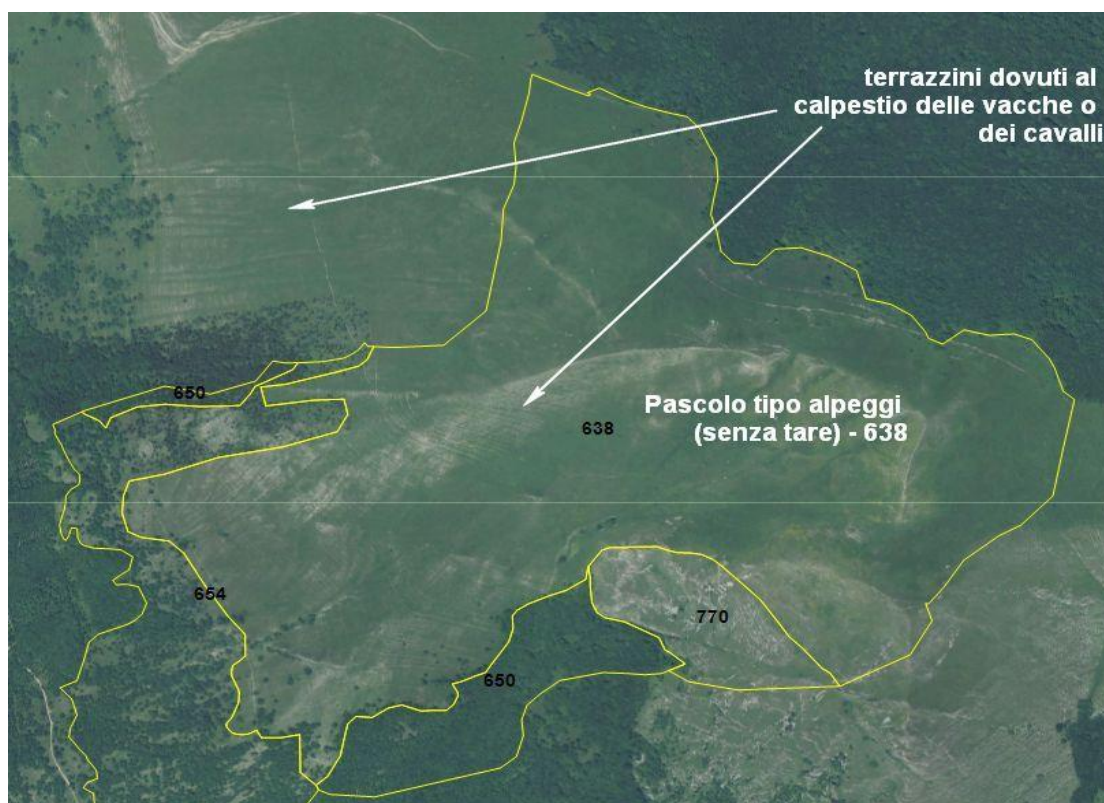 terrazzini dovuti al
calpestio delle vacche o
dei cavalli
650
Pascolo tipo alpeggi
(senza tare) - 638
638
654
770
650